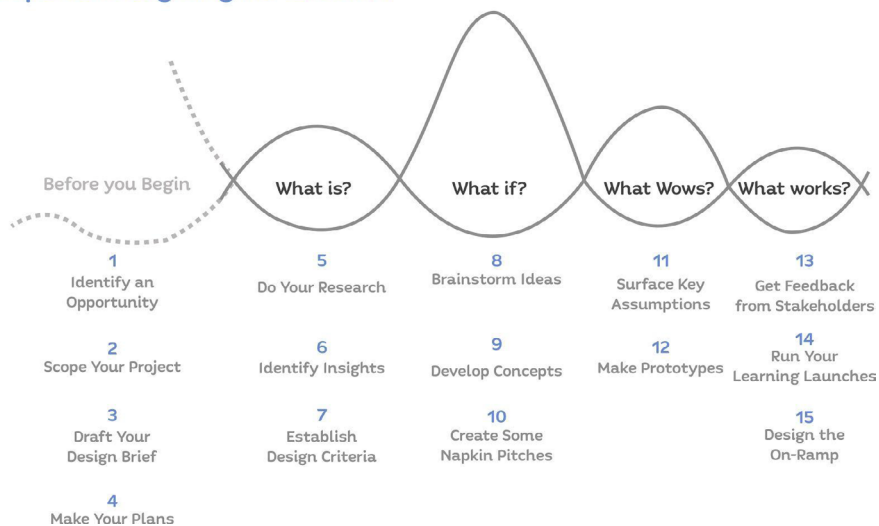 Before you Begin
What is?
What if?
What Wows?
What works?
1
Identify an
Opportunity
2
Scope Your Project
3
Draft Your
Design Brief
4
Make Your Plans
5
Do Your Research
6
Identify Insights
7
Establish
Design Criteria
8
Brainstorm Ideas
9
Develop Concepts
10
Create Some
Napkin Pitches
11
Surface Key
Assumptions
12
Make Prototypes
13
Get Feedback
from Stakeholders
14
Run Your
Learning Launches
15
Design the
On-Ramp